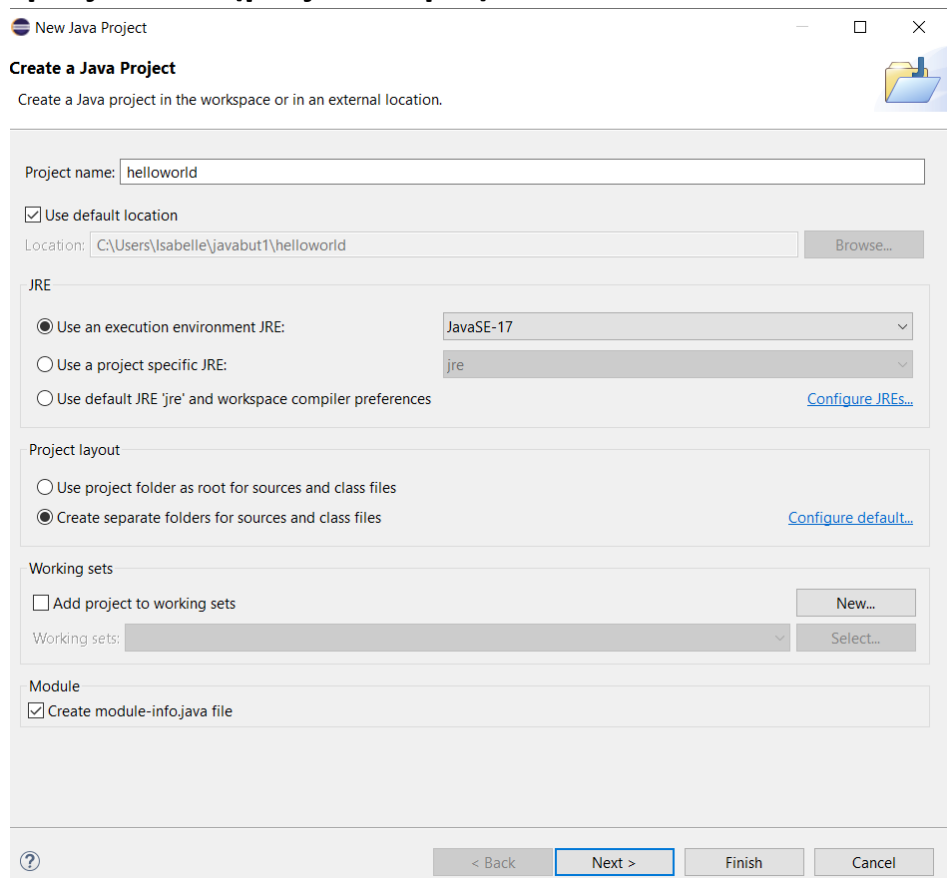 New Java Project
Create a Java Project
Create a Java project in the workspace or in an external location.
Project name: helloworld
Use default location
Location: C:\Users\Isabelle\javabut1\helloworld Browse...
JRE
Use an execution environment JRE: JavaSE-17
Use a project specific JRE: jre
Use default JRE 'jre' and workspace compiler preferences Configure JREs...
Project layout
Use project folder as root for sources and class files
Create separate folders for sources and class files Configure default...
Working sets
Add project to working sets New...
Working sets: Select...
Module
Create module-info.java file
? < Back Next > Finish Cancel